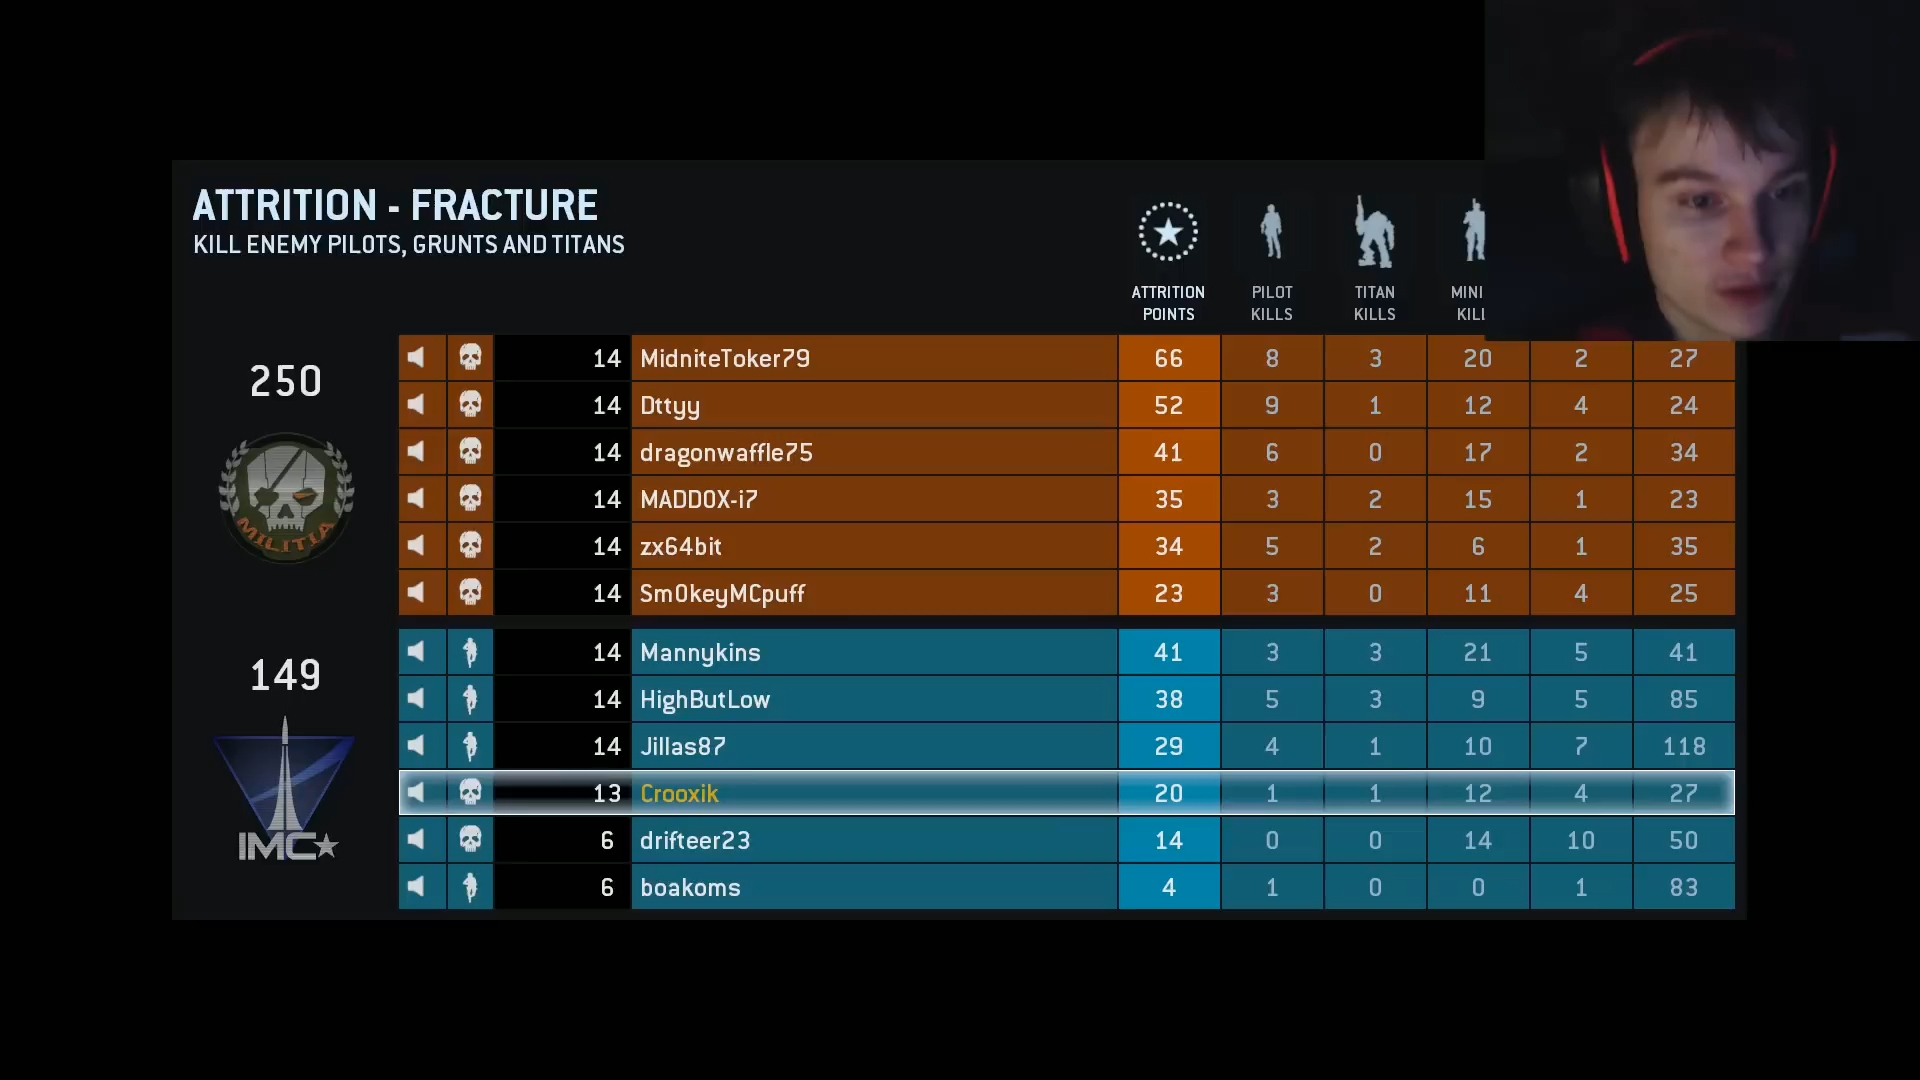 ATTRITION - FRACTURE
KILL ENEMY PILOTS, GRUNTS AND TITANS
ATTRITION POINTS
PILOT KILLS
TITAN KILLS
250
MILITIA
14 MidniteToker79 66 8 3 20 2 27
14 Dttyy 52 9 1 12 4 24
14 dragonwaffle75 41 6 0 17 2 34
14 MADDOX-i7 35 3 2 15 1 23
14 zx64bit 34 5 2 6 1 35
14 Sm0keyMCpuff 23 3 0 11 4 25
149
IMC
14 Mannykins 41 3 3 21 5 41
14 HighButLow 38 5 3 9 5 85
14 Jillas87 29 4 1 10 7 118
13 Crooxik 20 1 1 12 4 27
6 drifteer23 14 0 0 14 10 50
6 boakoms 4 1 0 0 1 83